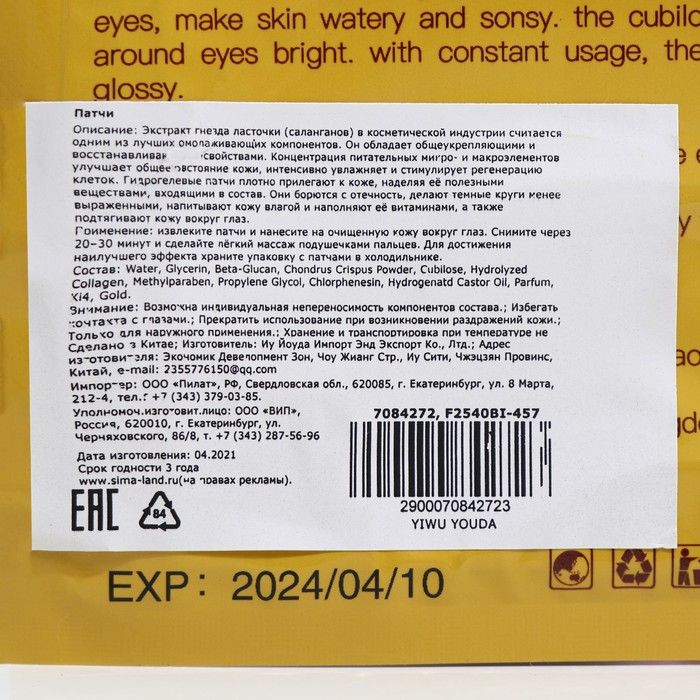 eyes, make skin watery and sonsy. the cubilo
around eyes bright. with constant usage, the
glossy.
Патчи
Описание: Экстракт гнезда ласточки (саланганов) в косметической индустрии считается
одним из лучших омолаживающих компонентов. Он обладает общеукрепляющими и
свойствами. Концентрация питательных микро- и макроэлементов
улучшает общее состояние кожи, интенсивно увлажняет и стимулирует регенерацию
клеток. Гидрогелевые патчи плотно прилегают к коже, наделяя её полезными
веществами, входящими в состав. Они борются с отечность, делают темные круги менее
выраженными, напитывают кожу влагой и наполняют её витаминами, а также
подтягивают кожу вокруг глаз.
Применение: извлеките патчи и нанесите на очищенную кожу вокруг глаз. Снимите через
20-30 минут и сделайте лёгкий массаж подушечками пальцев. Для достижения
наилучшего эффекта храните упаковку с патчами в холодильнике.
Состав: Water, Glycerin, Beta-Glucan, Chondrus Crispus Powder, Cubilose, Hydrolyzed
Collagen, Methylparaben, Propylene Glycol, Chlorphenesin, Hydrogenatd Castor Oil, Parfum,
Ki4, Gold.
Внимание: Возможна индивидуальная непереносимость компонентов состава.; Избегать
контакта с глазами.; Прекратить использование при возникновении раздражений кожи.;
Только для наружного применения.; Хранение и транспортировка при температуре не
Сделано в Китае; Изготовитель: Иу Йоуда Импорт Энд Экспорт Ко., Лтд.; Адрес
изготовителя: Экочомик Девелопмент Зон, Чоу Жианг Стр., Иу Сити, Чжэцзян Провинс,
Китай, e-mail: 2355776150@qq.com
Импортер: ООО «Пилат», РФ, Свердловская обл., 620085, г. Екатеринбург, ул. 8 Марта,
212-4, тел.: +7 (343) 379-03-85.
Уполномоч.изготовит.лицо: ООО «ВИП»,
Россия, 620010, г. Екатеринбург, ул.
Черняховского, 86/8, т. +7 (343) 287-56-96
7084272, F2540BI-457
Дата изготовления: 04.2021
Срок годности 3 года
www.sima-land.ru(на правах рекламы).
EAC
84
2900070842723
YIWU YOUDA
EXP: 2024/04/10